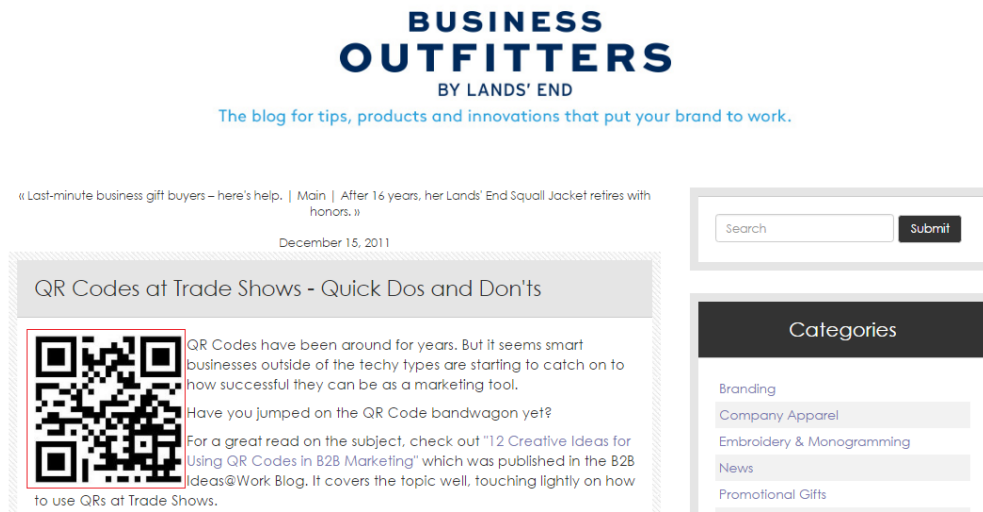 BUSINESS
OUTFITTERS
BY LANDS' END
The blog for tips, products and innovations that put your brand to work.
« Last-minute business gift buyers – here's help. | Main | After 16 years, her Lands' End Squall Jacket retires with
honors. »
December 15, 2011
QR Codes at Trade Shows - Quick Dos and Don'ts
QR Codes have been around for years. But it seems smart
businesses outside of the techy types are starting to catch on to
how successful they can be as a marketing tool.
Have you jumped on the QR Code bandwagon yet?
For a great read on the subject, check out "12 Creative Ideas for
Using QR Codes in B2B Marketing" which was published in the B2B
Ideas@Work Blog. It covers the topic well, touching lightly on how
to use QRs at Trade Shows.
Search
Submit
Categories
Branding
Company Apparel
Embroidery & Monogramming
News
Promotional Gifts